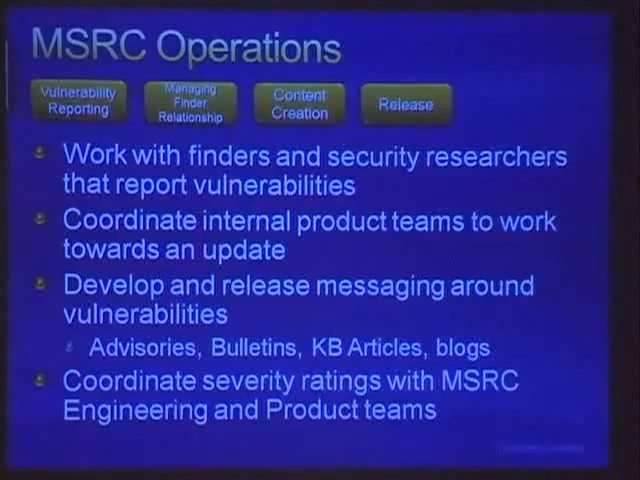 MSRC Operations
Vulnerability
Reporting
Managing
Finder
Relationship
Content
Creation
Release
Work with finders and security researchers
that report vulnerabilities
Coordinate internal product teams to work
towards an update
Develop and release messaging around
vulnerabilities
Advisories, Bulletins, KB Articles, blogs
Coordinate severity ratings with MSRC
Engineering and Product teams